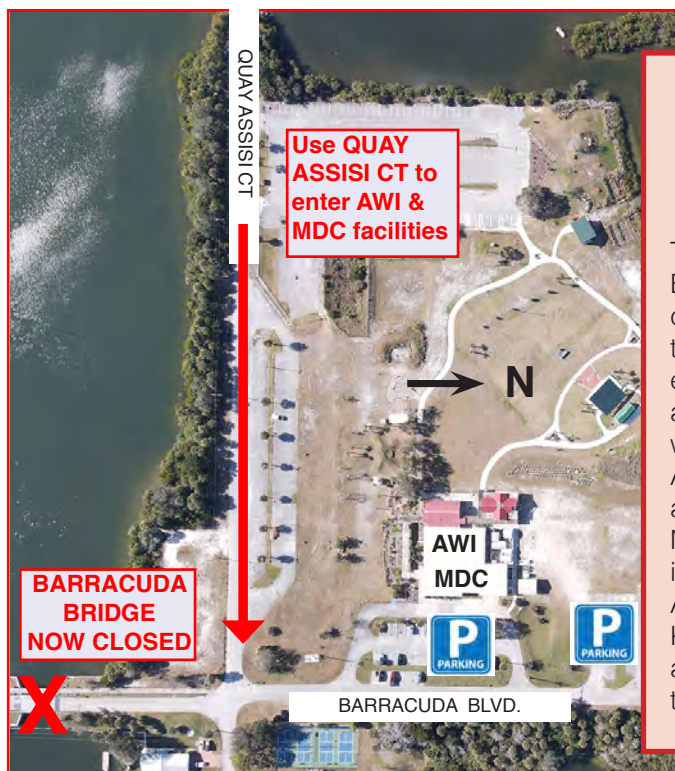 QUAY ASSISI CT
Use QUAY
ASSISI CT to
enter AWI &
MDC facilities
N
AWI
MDC
BARRACUDA
BRIDGE
NOW CLOSED
X
P
PARKING
P
PARKING
BARRACUDA BLVD.